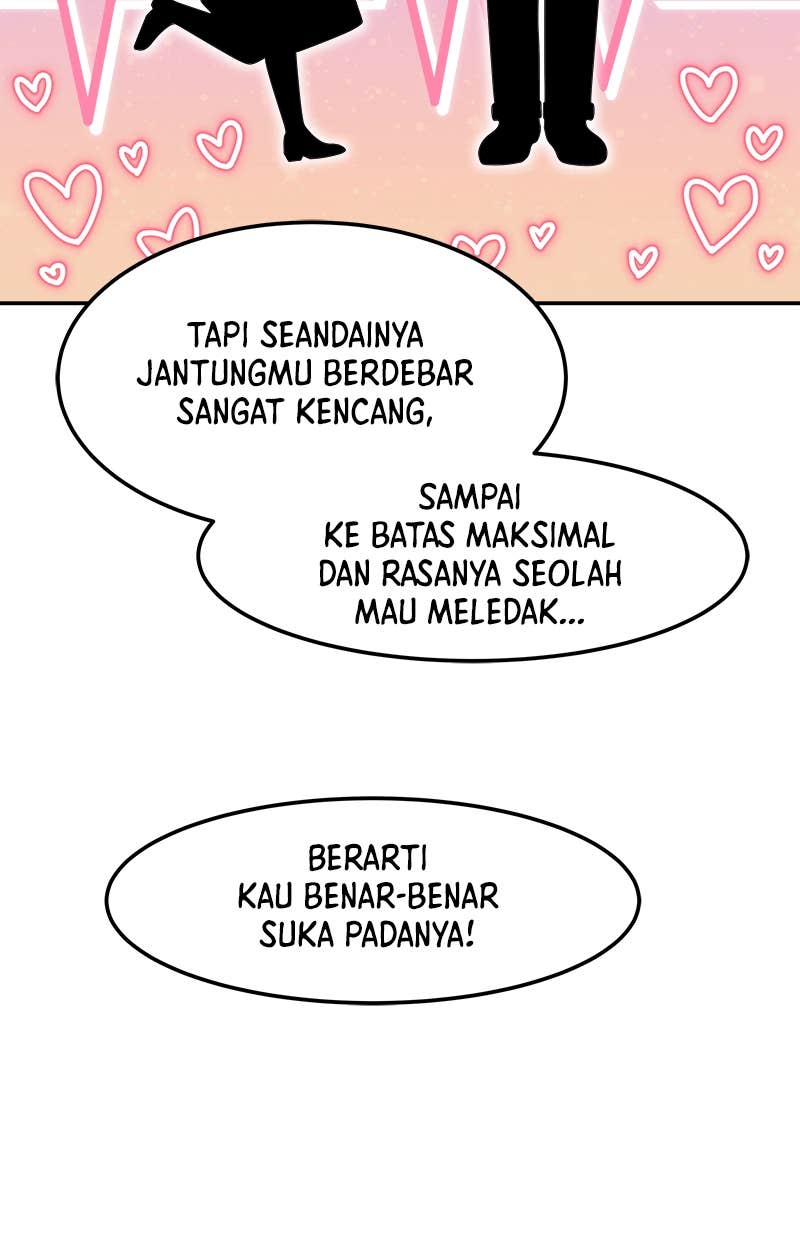 TAPI SEANDAINYA
JANTUNGMU BERDEBAR
SANGAT KENCANG,
SAMPAI
KE BATAS MAKSIMAL
DAN RASANYA SEOLAH
MAU MELEDAK...
BERARTI
KAU BENAR-BENAR
SUKA PADANYA!